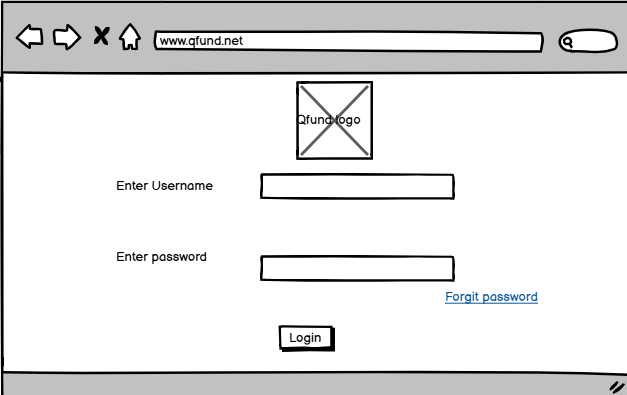 www.qfund.net
Qfund logo
Enter Username
Enter password
Forgit password
Login